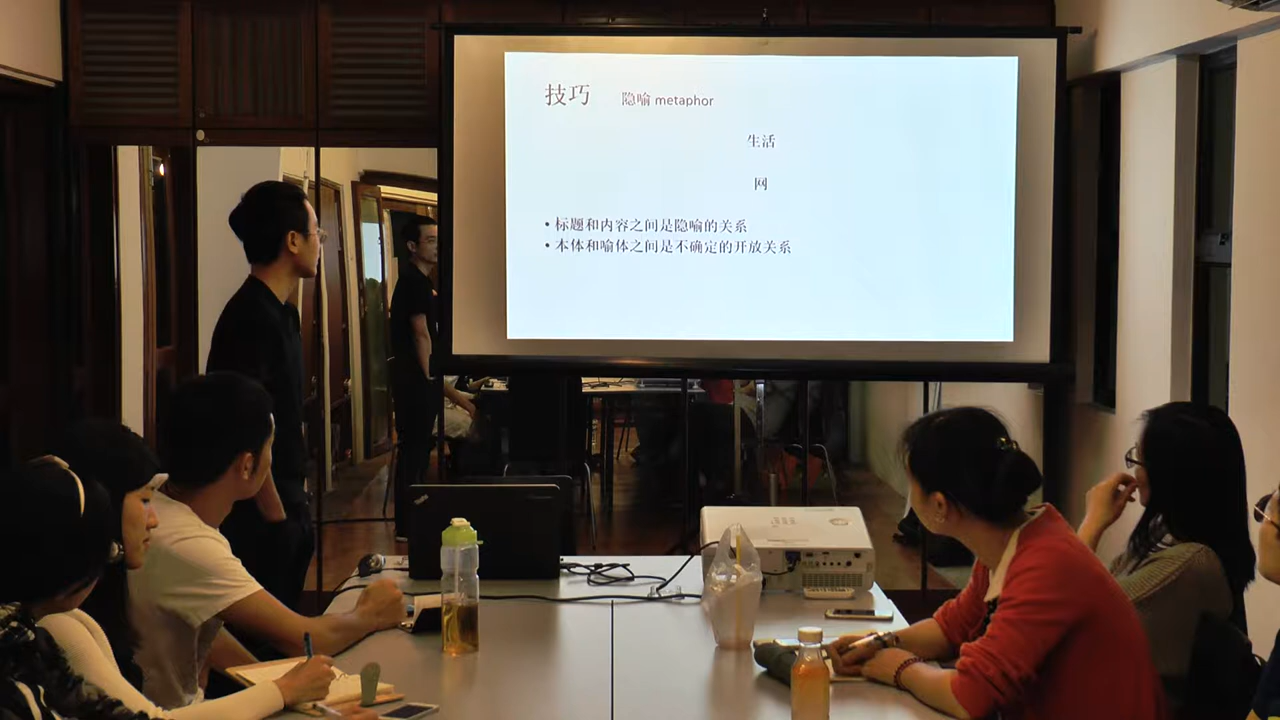 技巧 隐喻 metaphor
生活
网
• 标题和内容之间是隐喻的关系
• 本体和喻体之间是不确定的开放关系